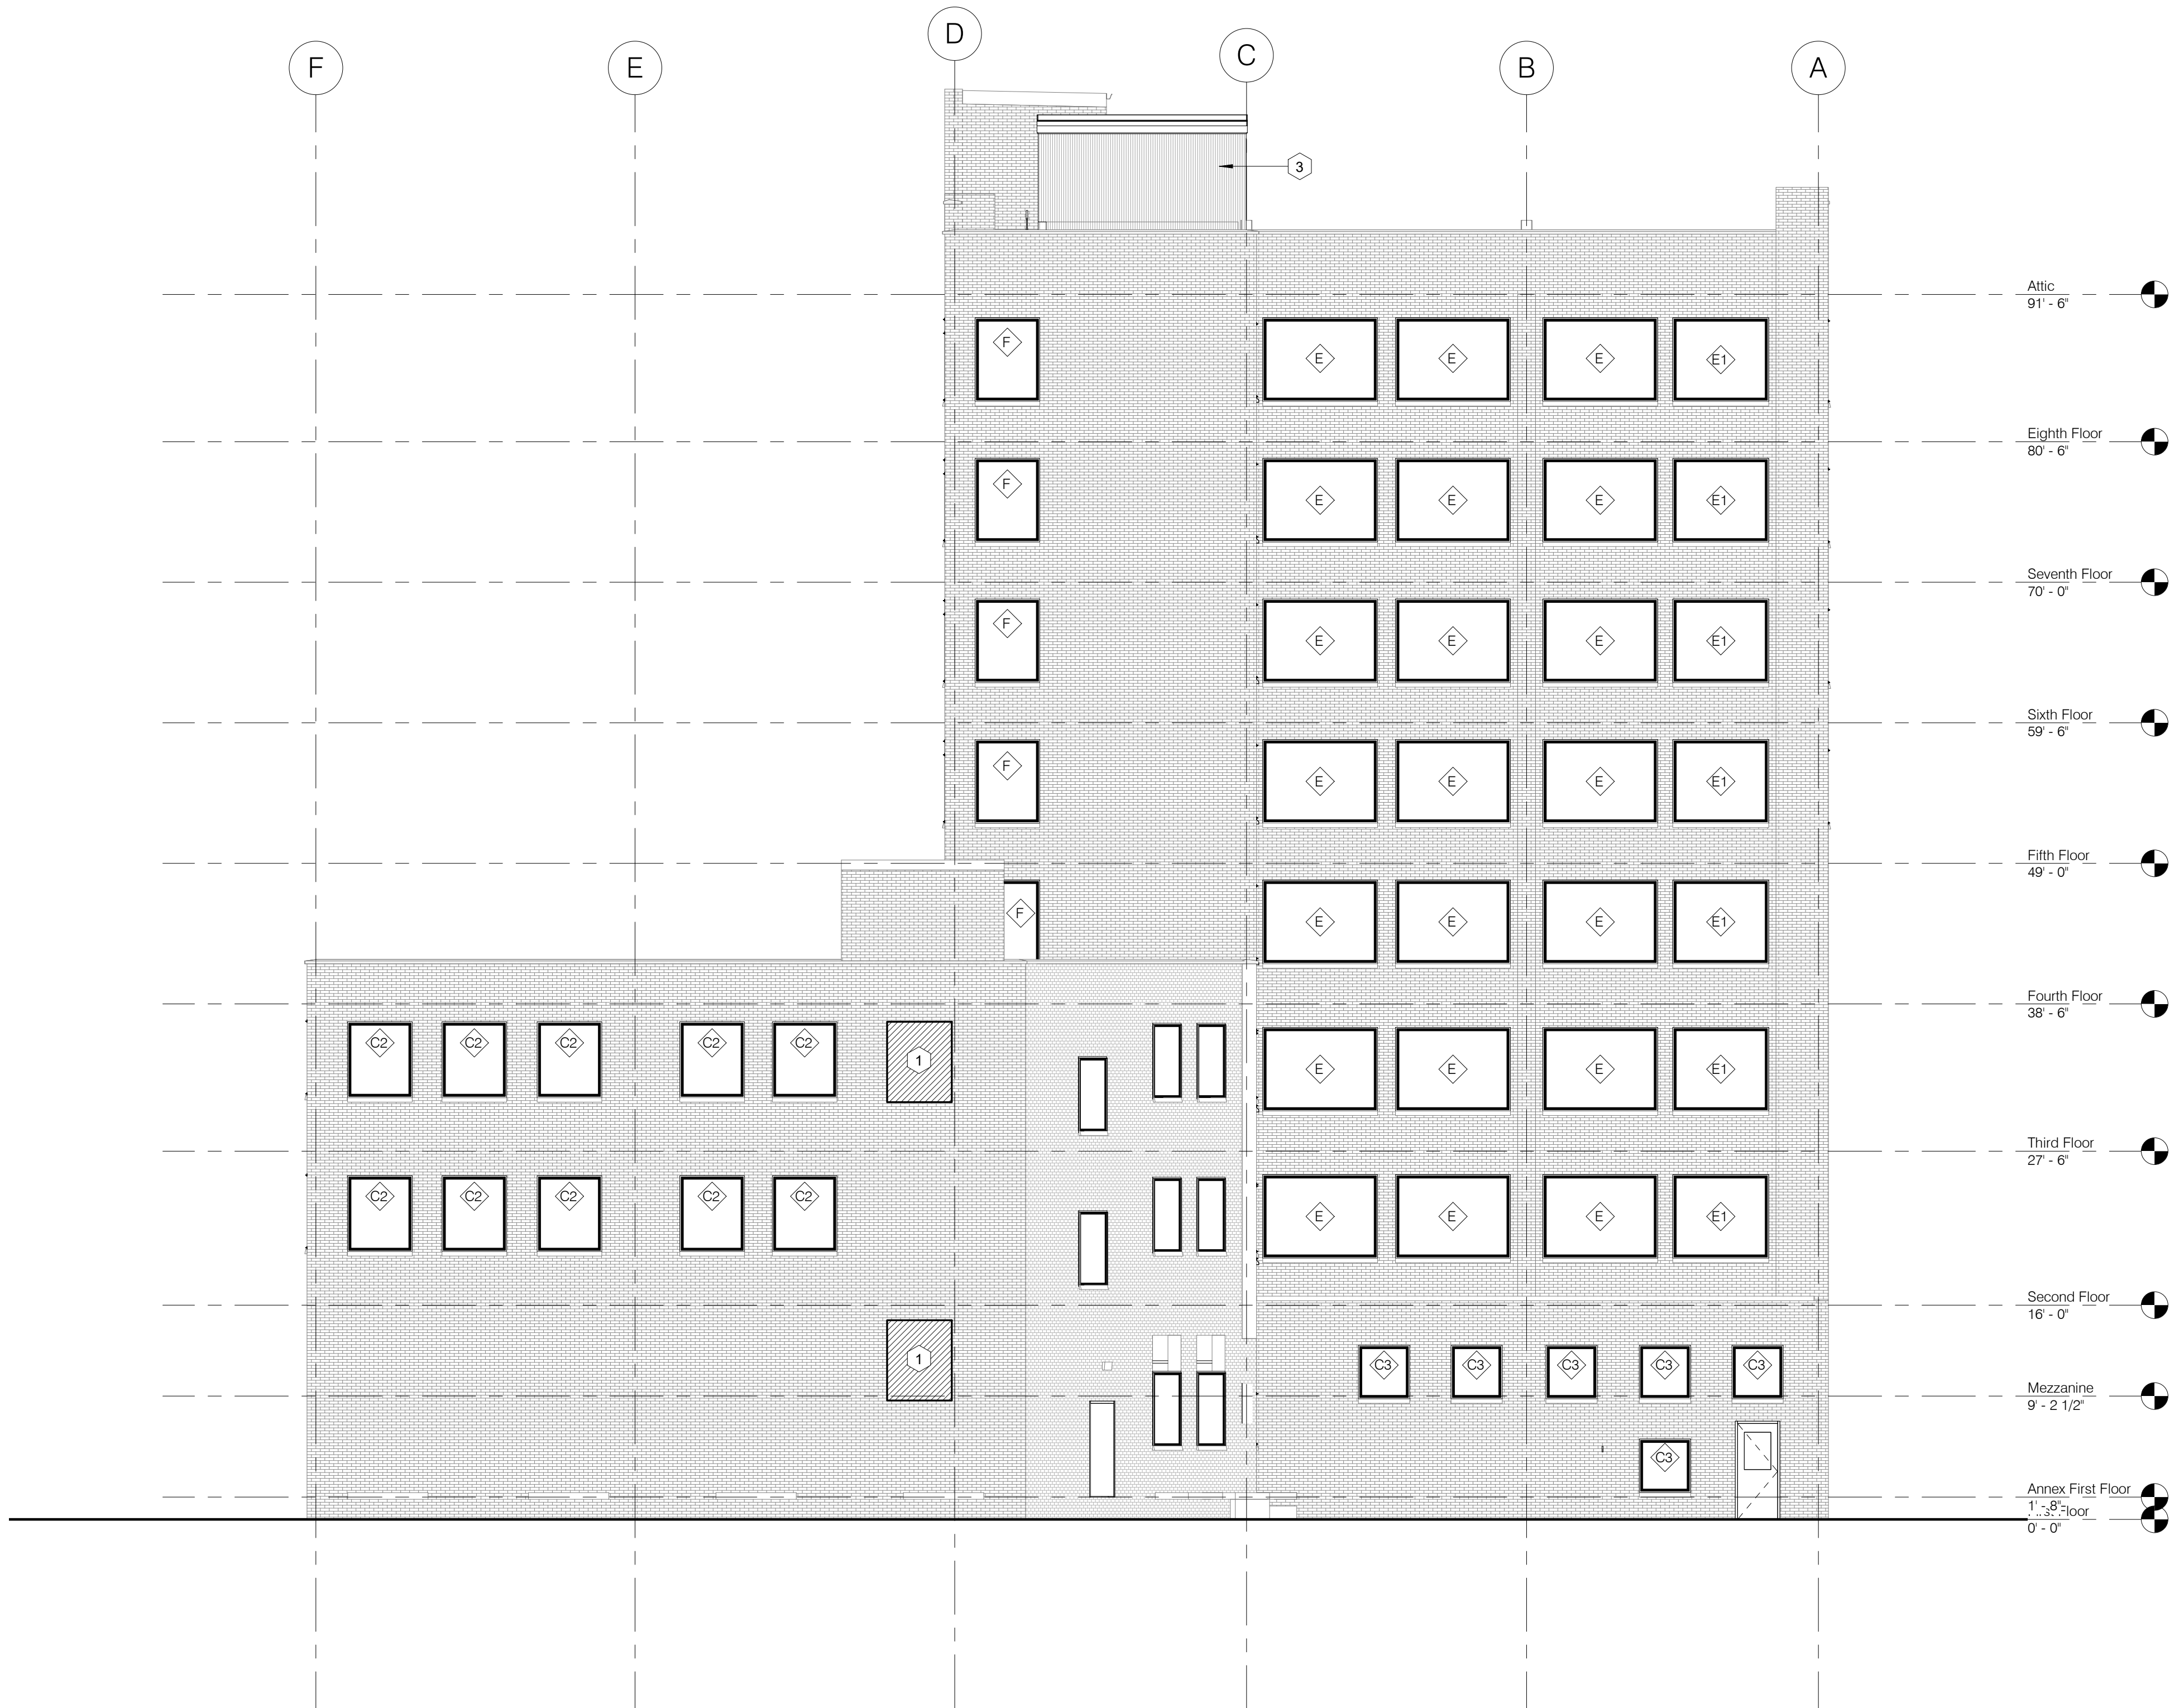 D
C
F
E
B
A
3
Attic
91' - 6"
F
E
E
E
E1
Eighth Floor
80' - 6"
F
E
E
E
E1
Seventh Floor
70' - 0"
F
E
E
E
E1
Sixth Floor
59' - 6"
F
E
E
E
E1
Fifth Floor
49' - 0"
F
E
E
E
E1
Fourth Floor
38' - 6"
C2
C2
C2
C2
C2
1
E
E
E
E1
Third Floor
27' - 6"
C2
C2
C2
C2
C2
E
E
E
E1
Second Floor
16' - 0"
1
C3
C3
C3
C3
C3
Mezzanine
9' - 2 1/2"
C3
Annex First Floor
1' - 8"
Floor
0' - 0"